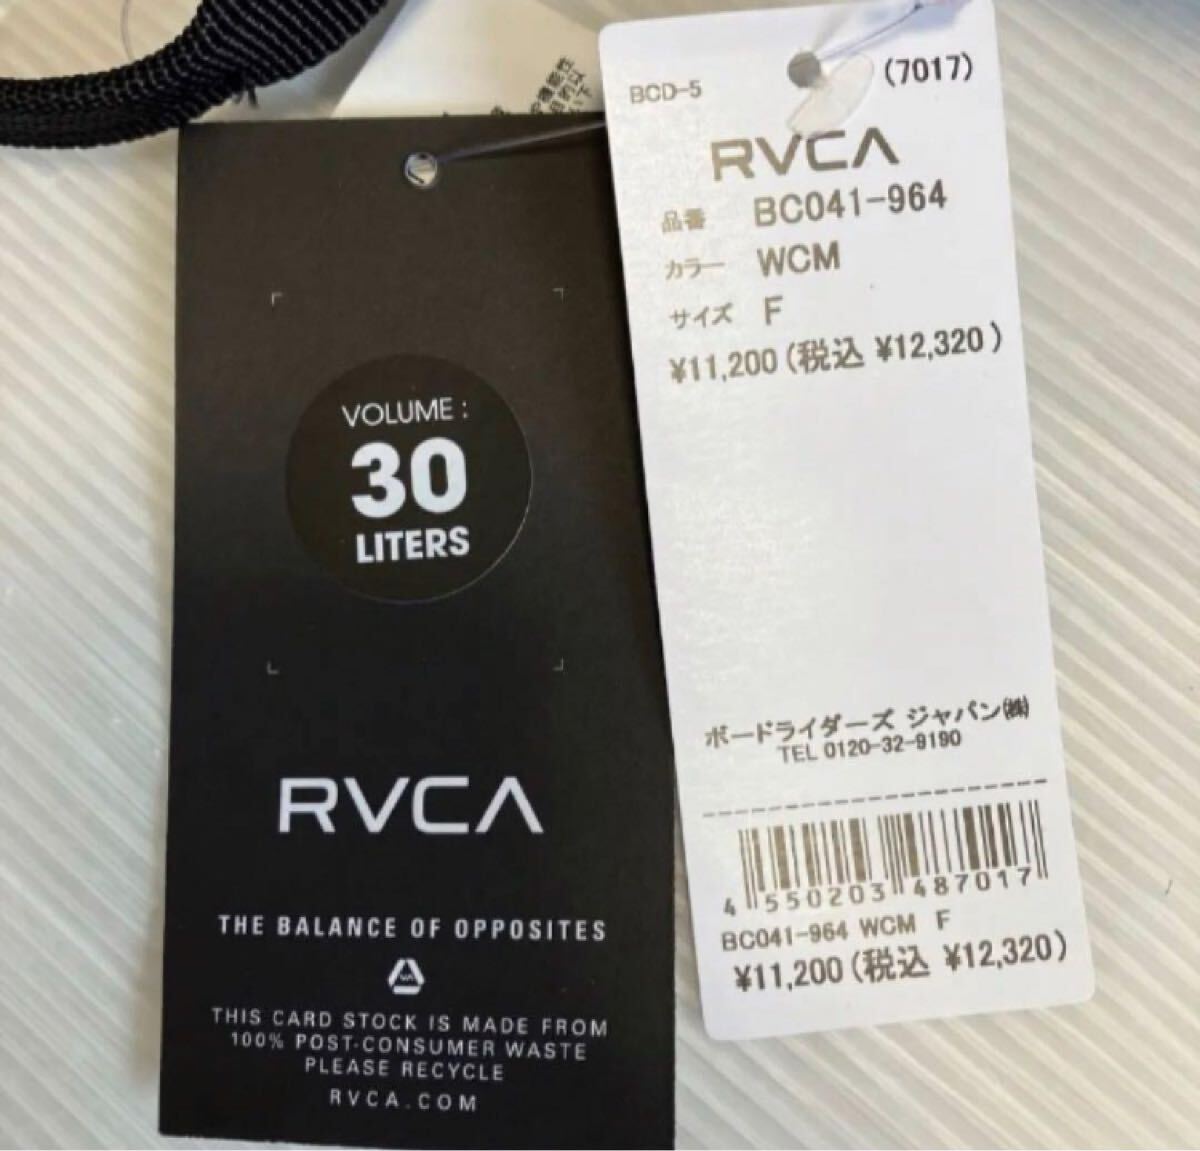 VOLUME :
30
LITERS
RVCA
THE BALANCE OF OPPOSITES
THIS CARD STOCK IS MADE FROM
100% POST-CONSUMER WASTE
PLEASE RECYCLE
RVCA.COM
BCD-5
(7017)
RVCA
品番 BC041-964
カラー WCM
サイズ F
¥11,200 (税込 ¥12,320 )
ボードライダーズ ジャパン㈱
TEL 0120-32-9190
4 550203 487017
BC041-964 WCM F
¥11,200 (税込 ¥12,320 )